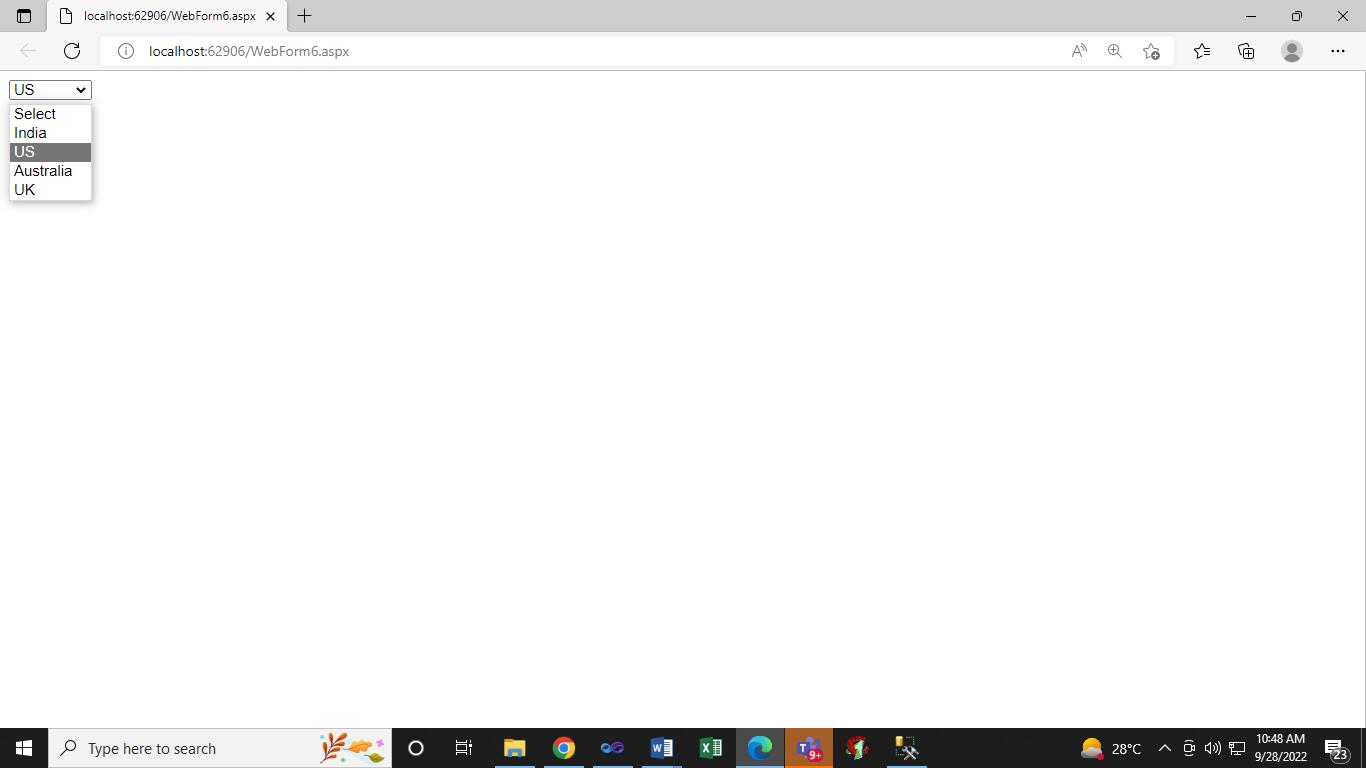 localhost:62906/WebForm6.aspx
localhost:62906/WebForm6.aspx
US
Select
India
US
Australia
UK
Type here to search
9+
28°C
10:48 AM
9/28/2022
23